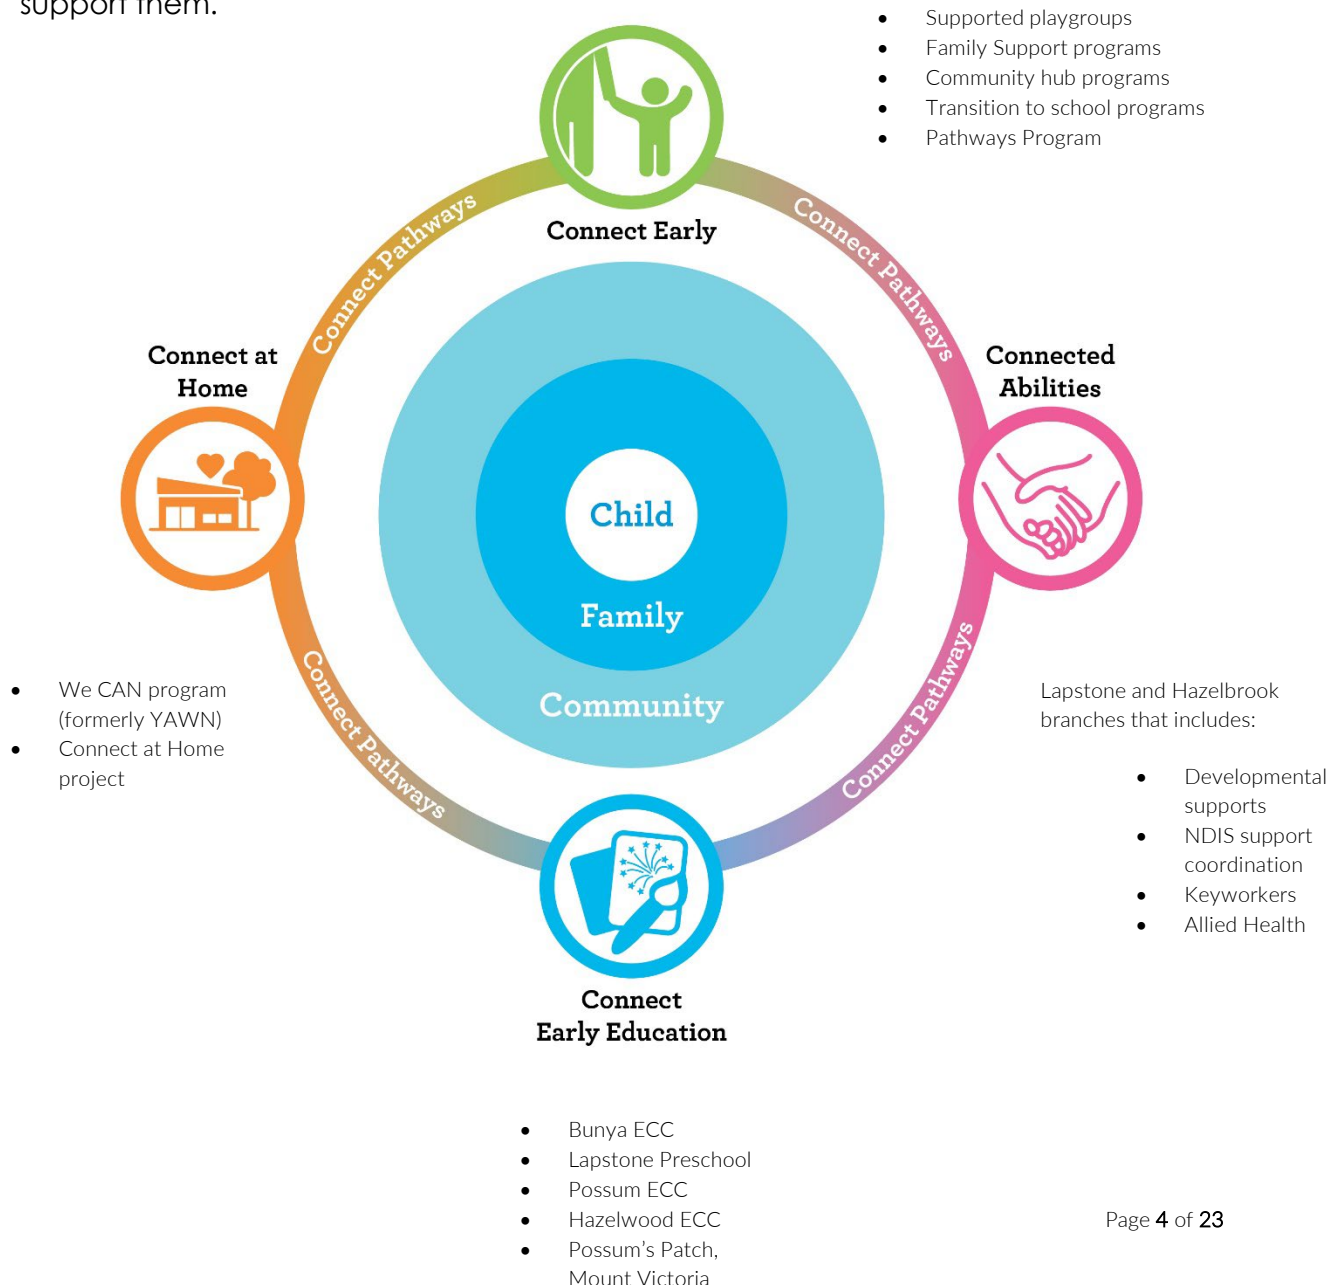 support them.
• Supported playgroups
• Family Support programs
• Community hub programs
• Transition to school programs
• Pathways Program
Connect Early
Connect Pathways
Connect Pathways
Connect at
Home
Connected
Abilities
Child
Family
Community
Connect Pathways
Connect Pathways
• We CAN program
(formerly YAWN)
• Connect at Home
project
Lapstone and Hazelbrook
branches that includes:
• Developmental
supports
• NDIS support
coordination
• Keyworkers
• Allied Health
Connect
Early Education
• Bunya ECC
• Lapstone Preschool
• Possum ECC
• Hazelwood ECC
• Possum’s Patch,
Mount Victoria
Page 4 of 23